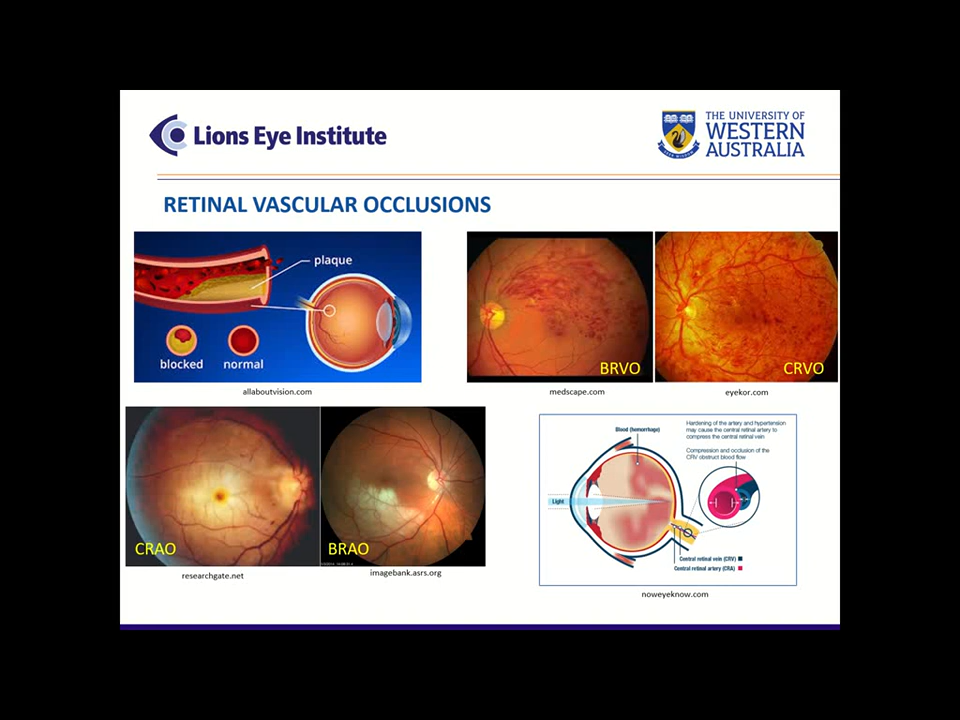 Lions Eye Institute
THE UNIVERSITY OF
WESTERN
AUSTRALIA
RETINAL VASCULAR OCCLUSIONS
plaque
blocked
normal
allaboutvision.com
BRVO
medscape.com
CRVO
eyekor.com
CRAO
researchgate.net
BRAO
imagebank.asrs.org
Blood (hemorrhage)
Hardening of the artery and hypertension
may cause the central retinal artery to
compress the central retinal vein
Compression and occlusion of the
CRV obstruct blood flow
Light
Central retinal vein (CRV)
Central retinal artery (CRA)
noweyeknow.com